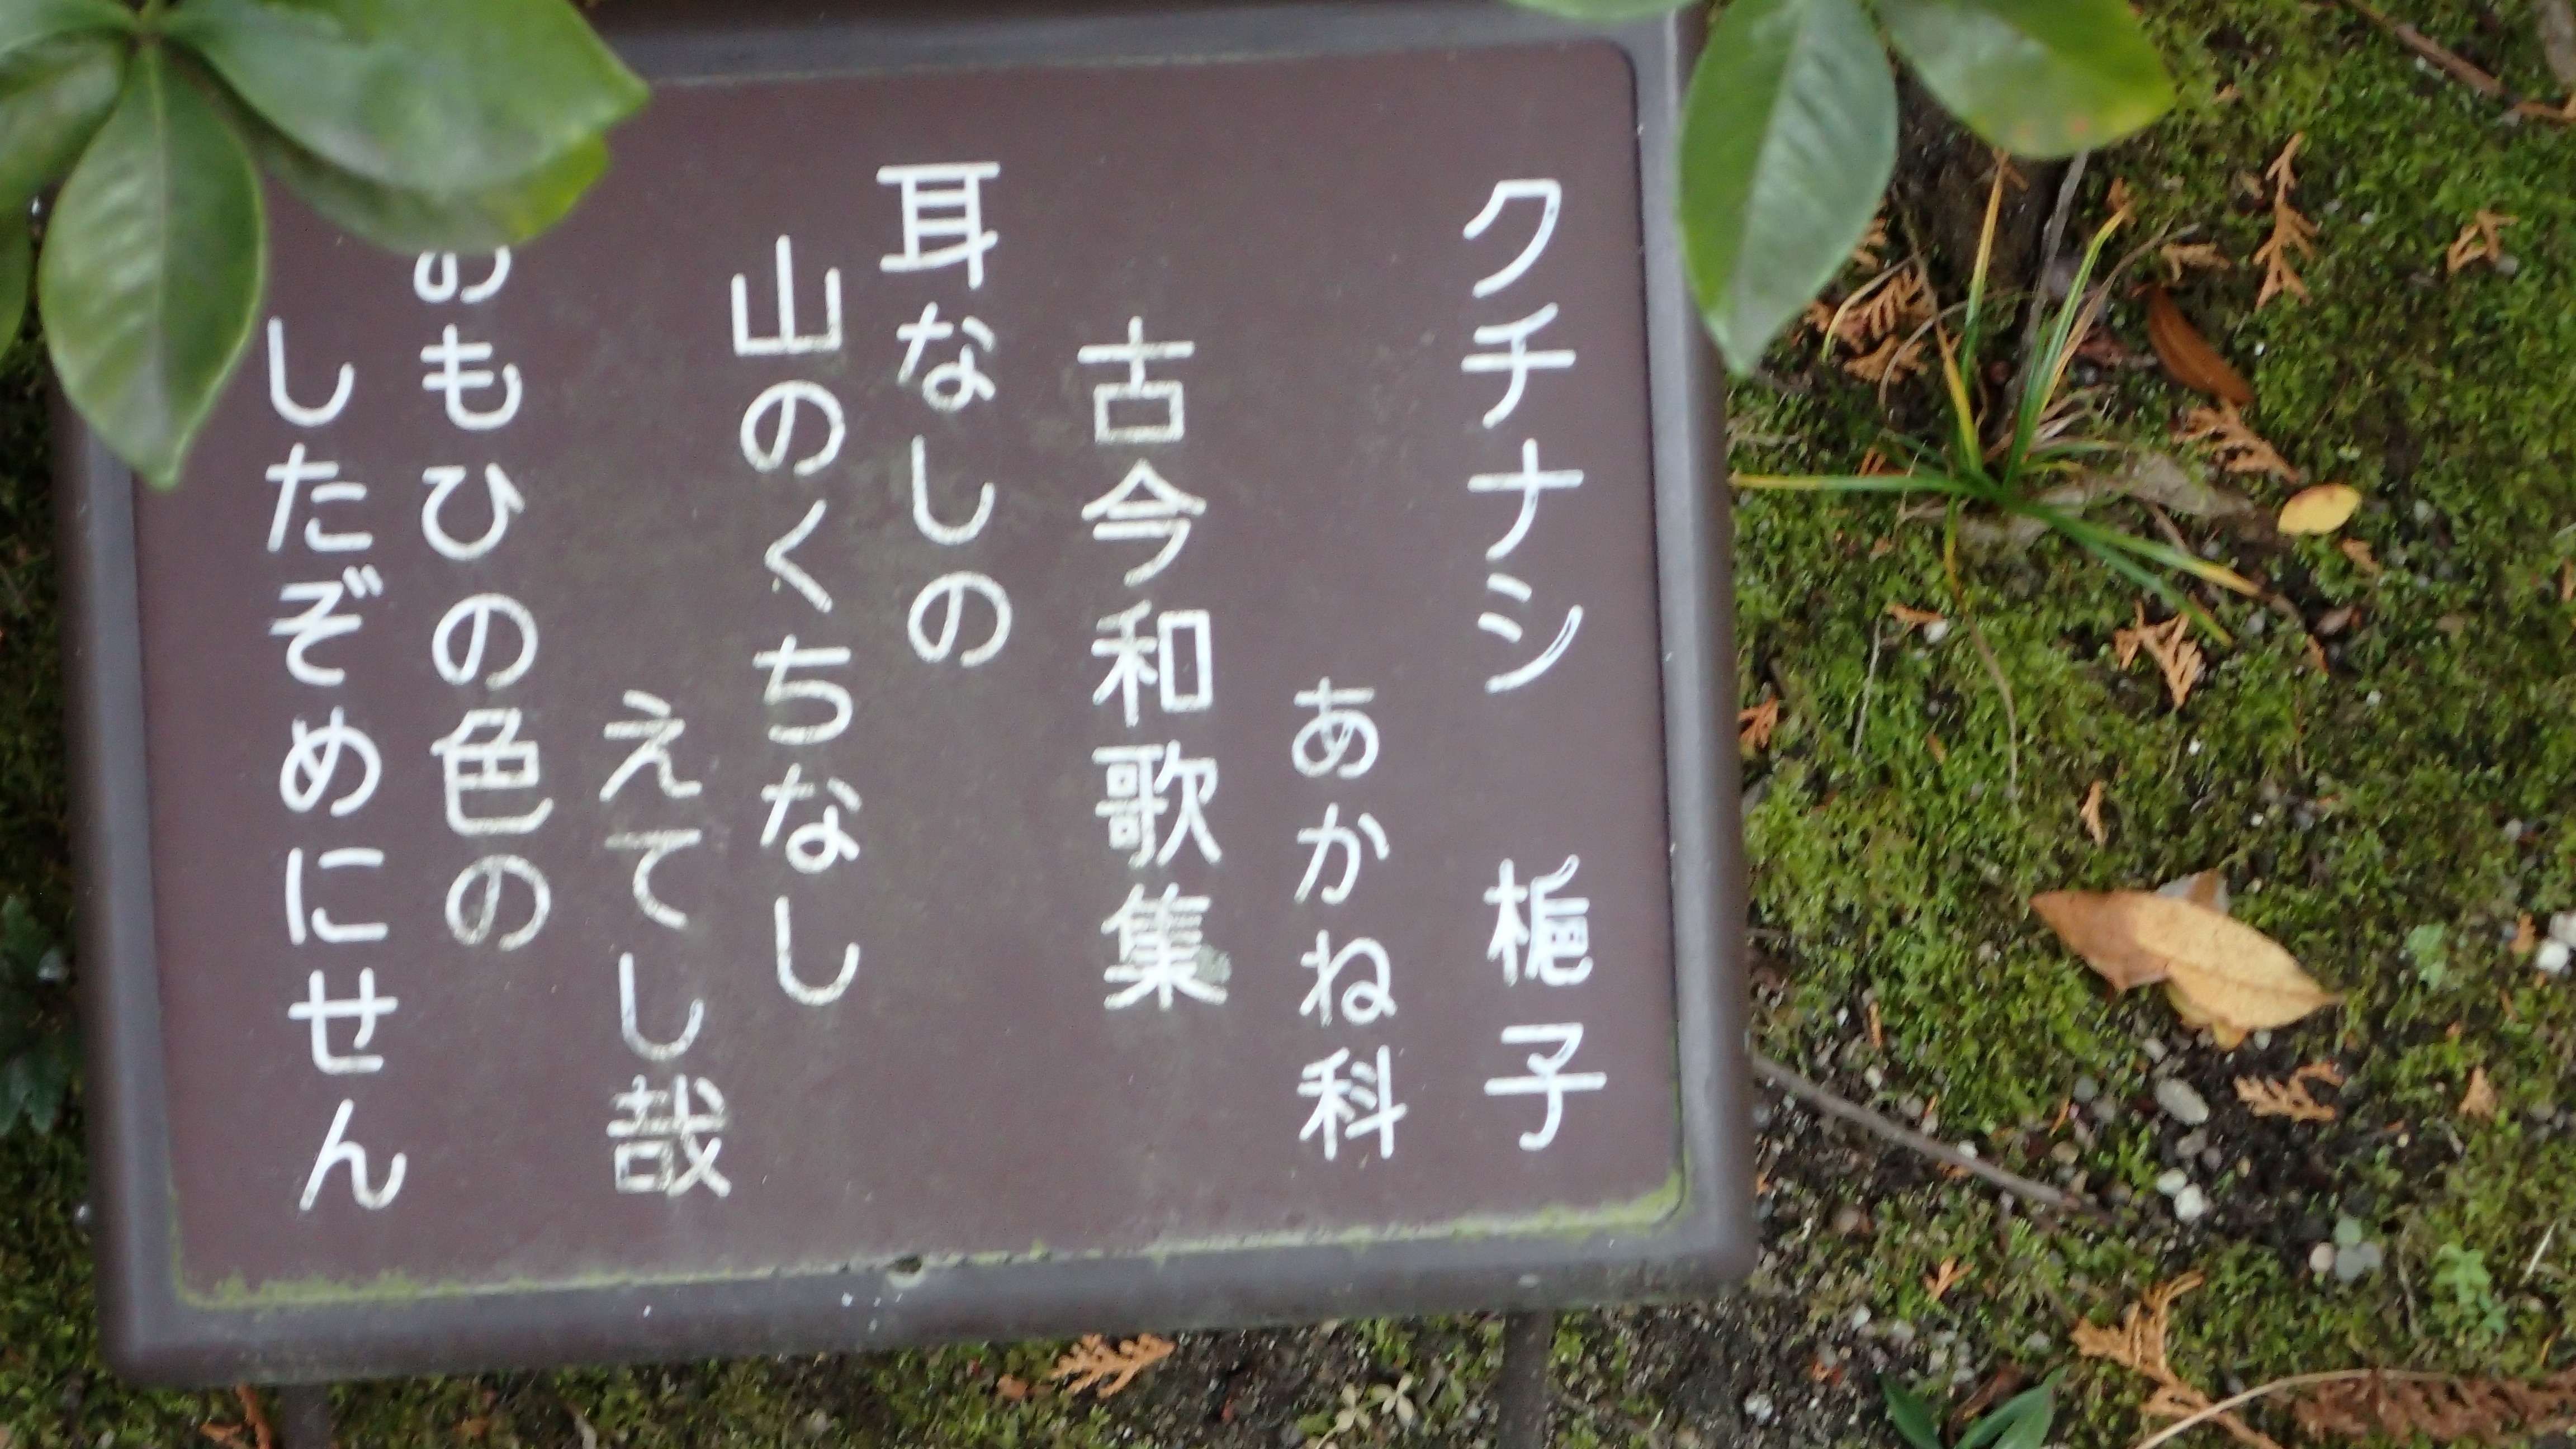 クチナシ　梔子
あかね科
古今和歌集
耳なしの
山のくちなし
えてし哉
おもひの色の
したぞめにせん